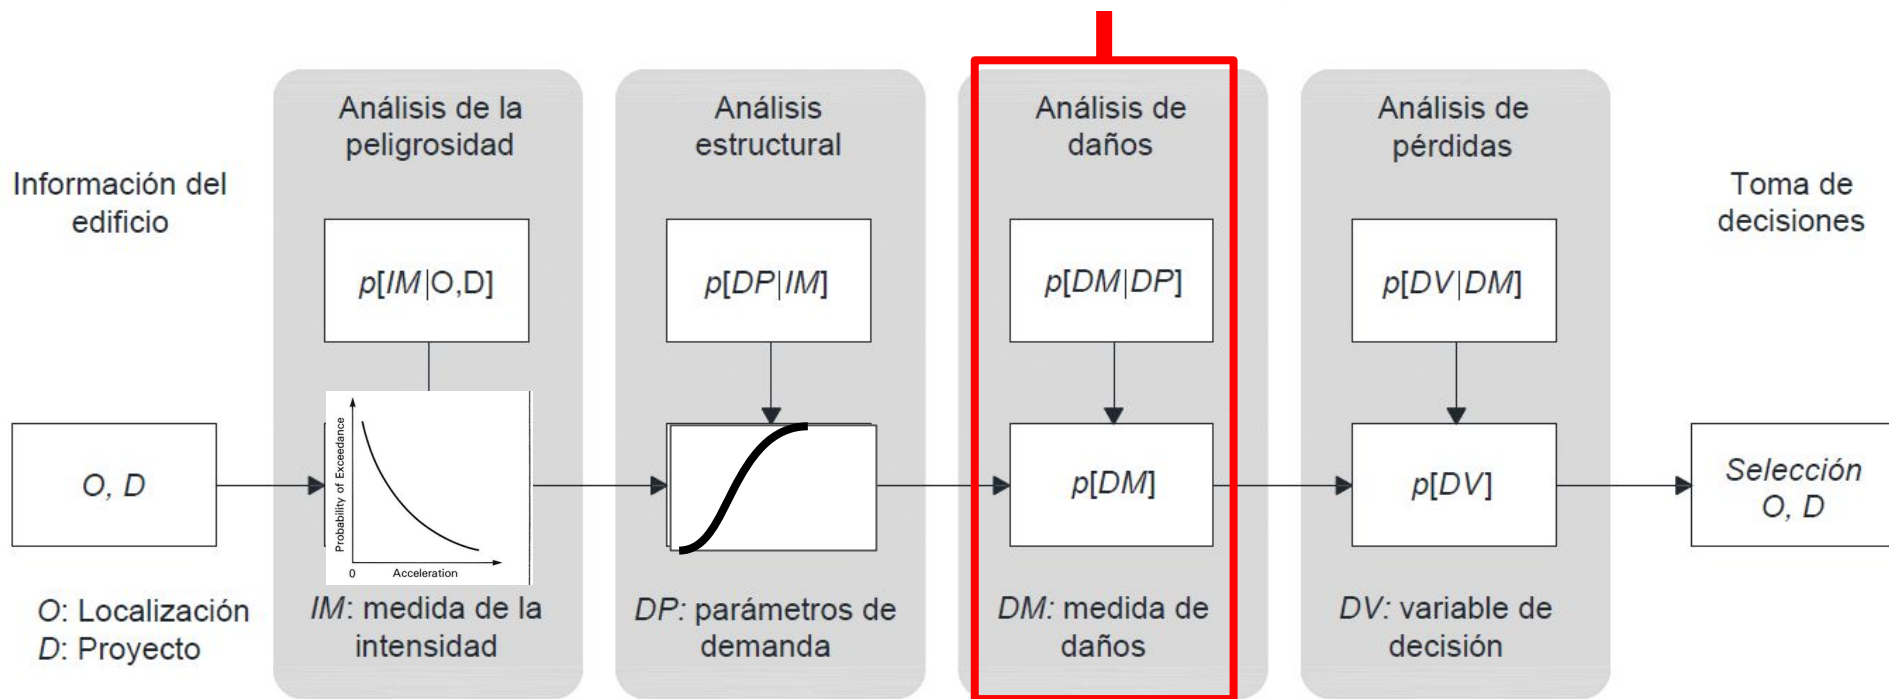 Información del
edificio
O, D
O: Localización
D: Proyecto
Análisis de la
peligrosidad
p[IM|O,D]
Probability of Exceedance
0
Acceleration
IM: medida de la
intensidad
Análisis
estructural
p[DP|IM]
DP: parámetros de
demanda
Análisis de
daños
p[DM|DP]
p[DM]
DM: medida de
daños
Análisis de
pérdidas
p[DV|DM]
p[DV]
DV: variable de
decisión
Toma de
decisiones
Selección
O, D